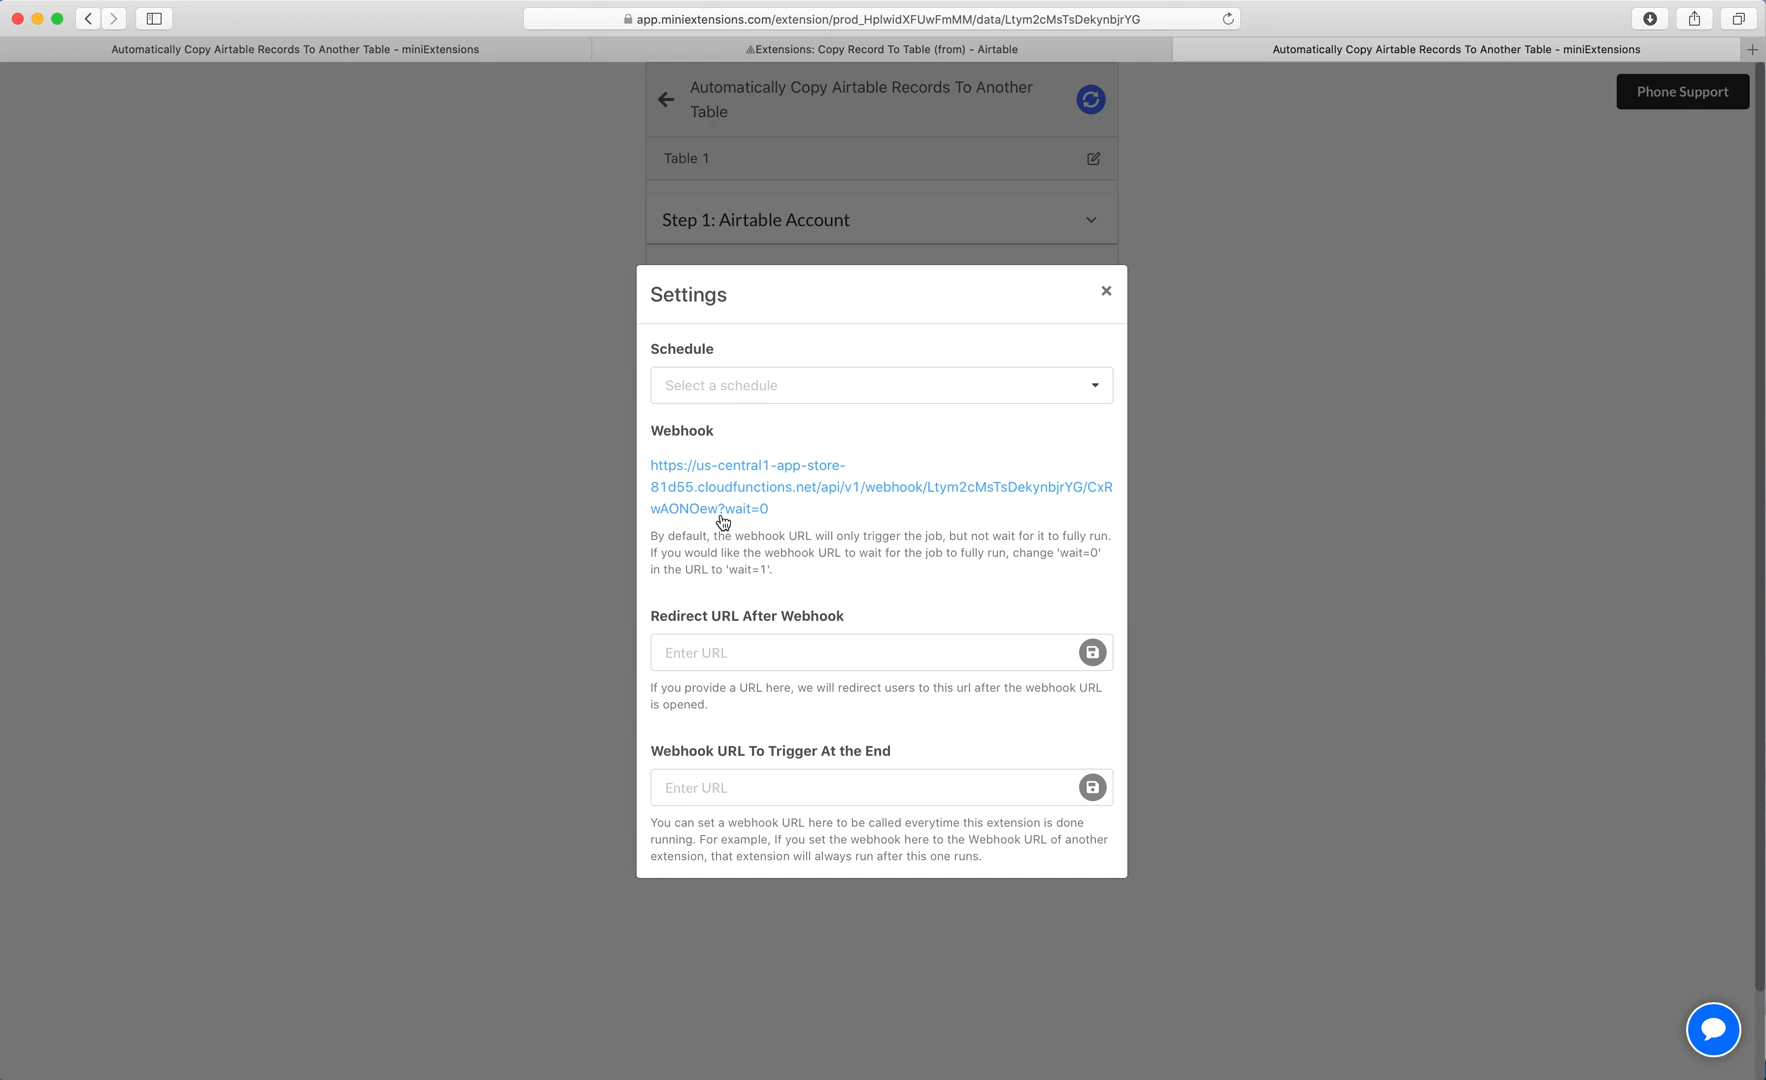 app.miniextensions.com/extension/prod_HplwidXFUwFmMM/data/Ltym2cMsTsDekynbjrYG
Automatically Copy Airtable Records To Another Table - miniExtensions
Extensions: Copy Record To Table (from) - Airtable
Automatically Copy Airtable Records To Another Table - miniExtensions
Automatically Copy Airtable Records To Another
Table
Phone Support
Table 1
Step 1: Airtable Account
Settings
Schedule
Select a schedule
Webhook
https://us-central1-app-store-
81d55.cloudfunctions.net/api/v1/webhook/Ltym2cMsTsDekynbjrYG/CxR
wAONOew?wait=0
By default, the webhook URL will only trigger the job, but not wait for it to fully run.
If you would like the webhook URL to wait for the job to fully run, change 'wait=0'
in the URL to 'wait=1'.
Redirect URL After Webhook
Enter URL
If you provide a URL here, we will redirect users to this url after the webhook URL
is opened.
Webhook URL To Trigger At the End
Enter URL
You can set a webhook URL here to be called everytime this extension is done
running. For example, If you set the webhook here to the Webhook URL of another
extension, that extension will always run after this one runs.